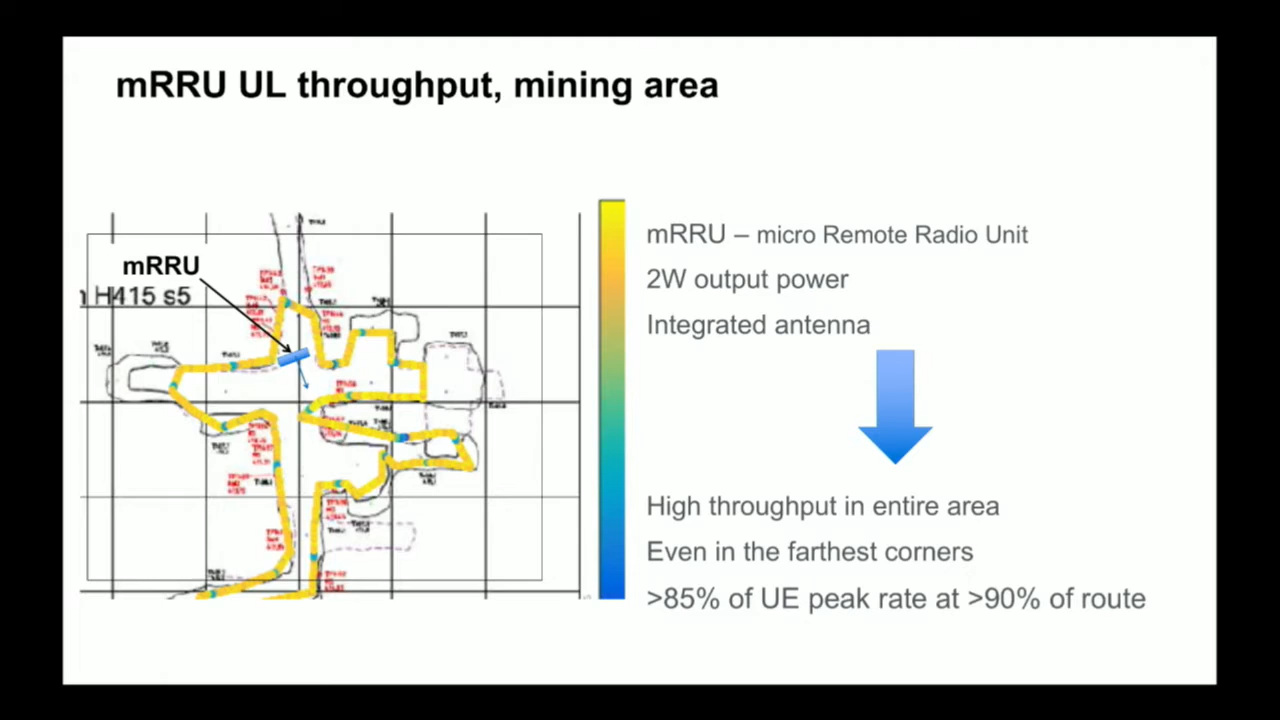 mRRU UL throughput, mining area
mRRU
H415 s5
mRRU – micro Remote Radio Unit
2W output power
Integrated antenna
High throughput in entire area
Even in the farthest corners
>85% of UE peak rate at >90% of route